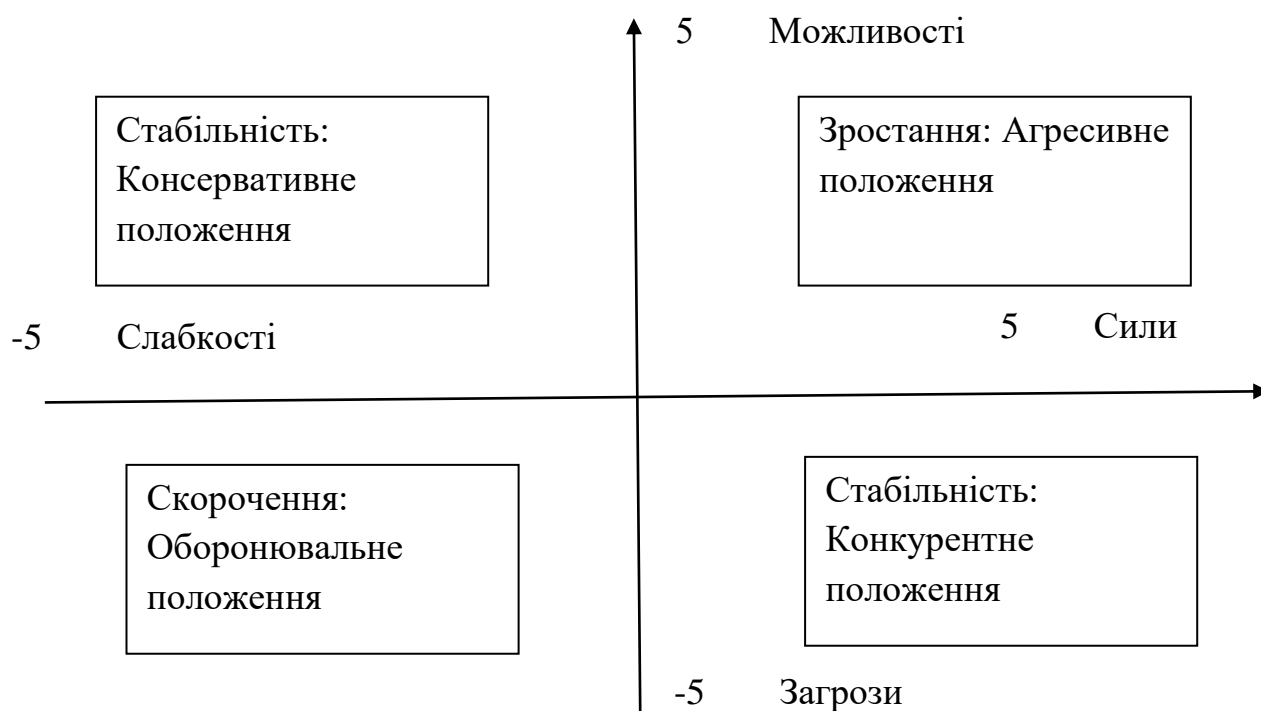 5 Можливості
Стабільність:
Консервативне
положення
Зростання: Агресивне
положення
-5 Слабкості
5 Сили
Скорочення:
Оборонювальне
положення
Стабільність:
Конкурентне
положення
-5 Загрози